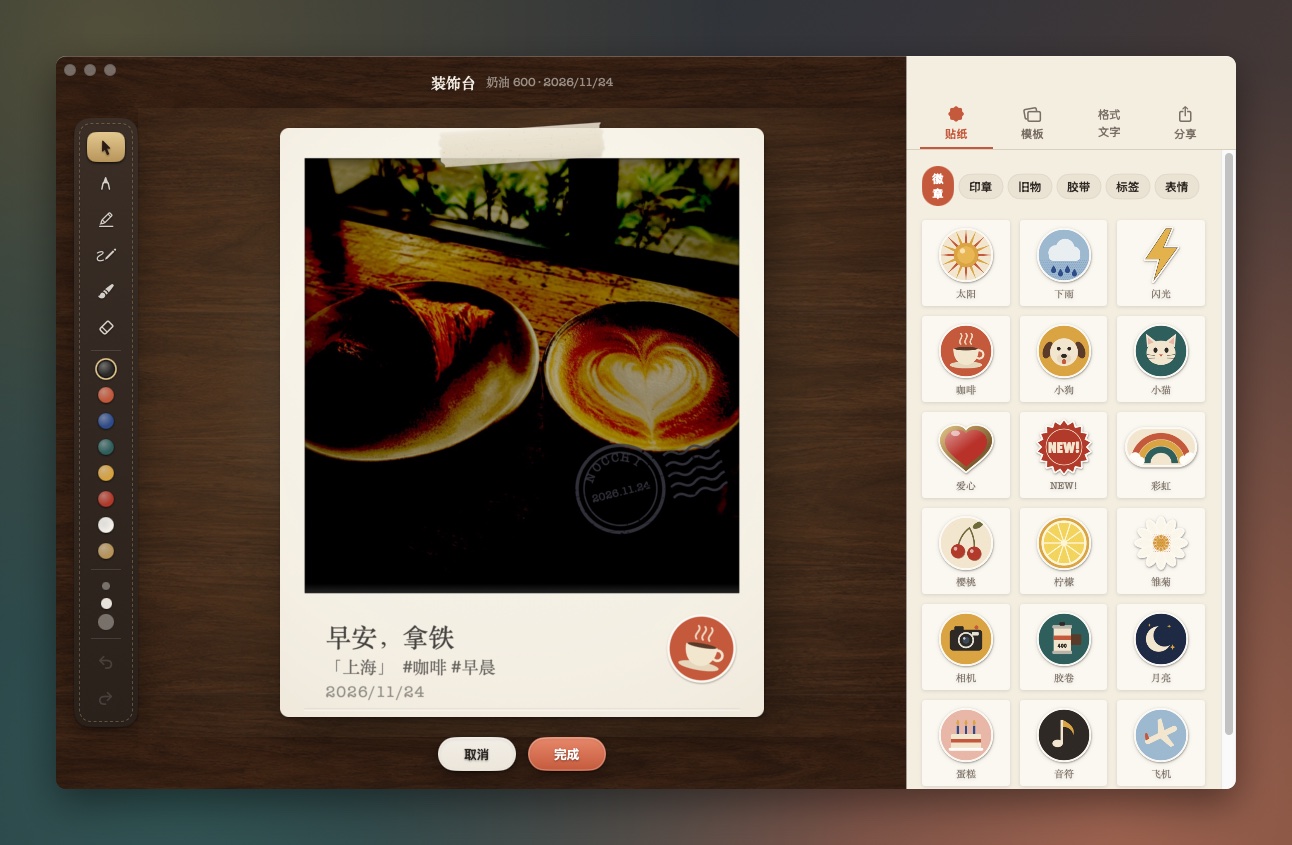 装饰台 奶油 600 · 2026/11/24
贴纸
模板
格式
文字
分享
徽章
印章
旧物
胶带
标签
表情
太阳
下雨
闪光
咖啡
小狗
小猫
爱心
NEW!
NEW!
彩虹
樱桃
柠檬
雏菊
相机
400
胶卷
月亮
蛋糕
音符
飞机
2026.11.24
早安，拿铁
「上海」 #咖啡 #早晨
2026/11/24
取消
完成